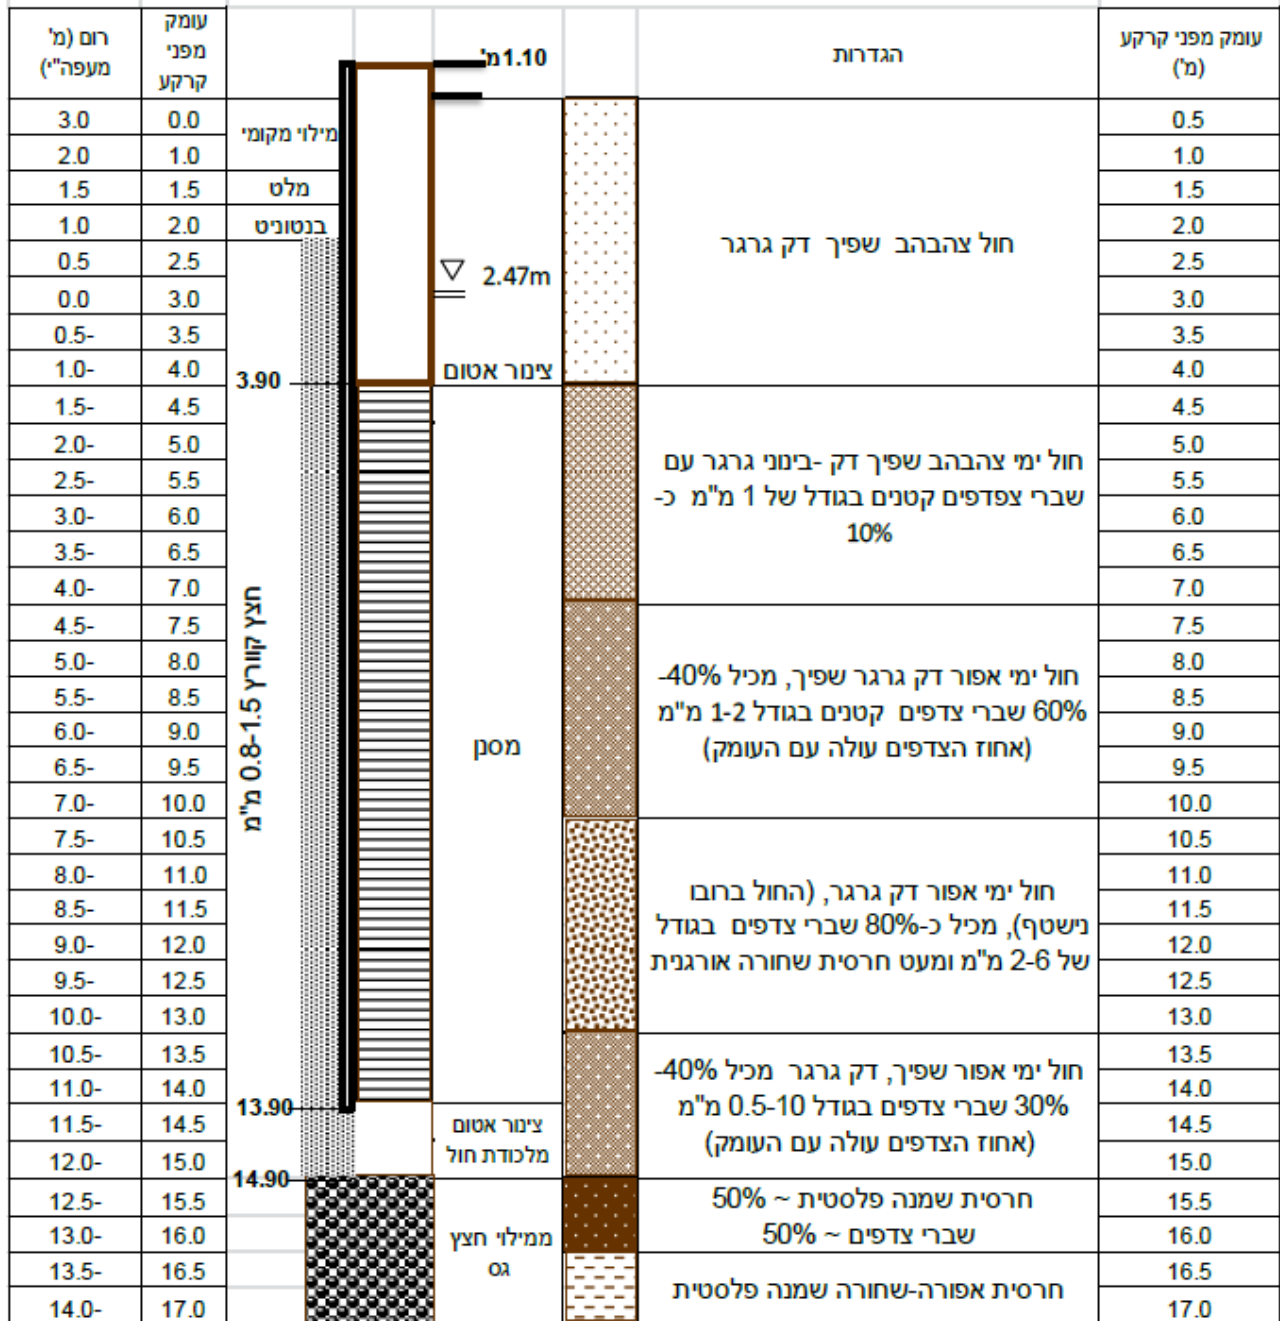 עומק מפני קרקע
(מ')
הגדרות
1.10מ'
עומק
מפני
קרקע
רום (מ'
מעפה"י)
3.0 0.0 מילוי מקומי 0.5
2.0 1.0 1.0
1.5 1.5 מלט 1.5
1.0 2.0 בנטוניט 2.0
חול צהבהב שפיך דק גרגר
0.5 2.5 2.47m 2.5
0.0 3.0 3.0
0.5- 3.5 3.5
1.0- 4.0 3.90 צינור אטום 4.0
1.5- 4.5 4.5
2.0- 5.0 5.0
חול ימי צהבהב שפיך דק -בינוני גרגר עם
שברי צפדפים קטנים בגודל של 1 מ"מ כ-
10%
2.5- 5.5 5.5
3.0- 6.0 6.0
3.5- 6.5 6.5
4.0- 7.0 7.0
חצץ קוורץ 0.8-1.5 מ"מ
4.5- 7.5 7.5
5.0- 8.0 8.0
חול ימי אפור דק גרגר שפיך, מכיל 40%-
60% שברי צדפים קטנים בגודל 1-2 מ"מ
(אחוז הצדפים עולה עם העומק)
5.5- 8.5 8.5
6.0- 9.0 9.0
מסנן
6.5- 9.5 9.5
7.0- 10.0 10.0
7.5- 10.5 10.5
8.0- 11.0 11.0
חול ימי אפור דק גרגר, (החול ברובו
נישטף), מכיל כ-80% שברי צדפים בגודל
של 2-6 מ"מ ומעט חרסית שחורה אורגנית
8.5- 11.5 11.5
9.0- 12.0 12.0
9.5- 12.5 12.5
10.0- 13.0 13.0
10.5- 13.5 13.5
11.0- 14.0 14.0
חול ימי אפור שפיך, דק גרגר מכיל 40%-
30% שברי צדפים בגודל 0.5-10 מ"מ
(אחוז הצדפים עולה עם העומק)
13.90
11.5- 14.5 14.5
צינור אטום
מלכודת חול
12.0- 15.0 15.0
14.90
12.5- 15.5 15.5
חרסית שמנה פלסטית ~ 50%
שברי צדפים ~ 50%
13.0- 16.0 16.0
ממילוי חצץ
גס
13.5- 16.5 16.5
חרסית אפורה-שחורה שמנה פלסטית
14.0- 17.0 17.0